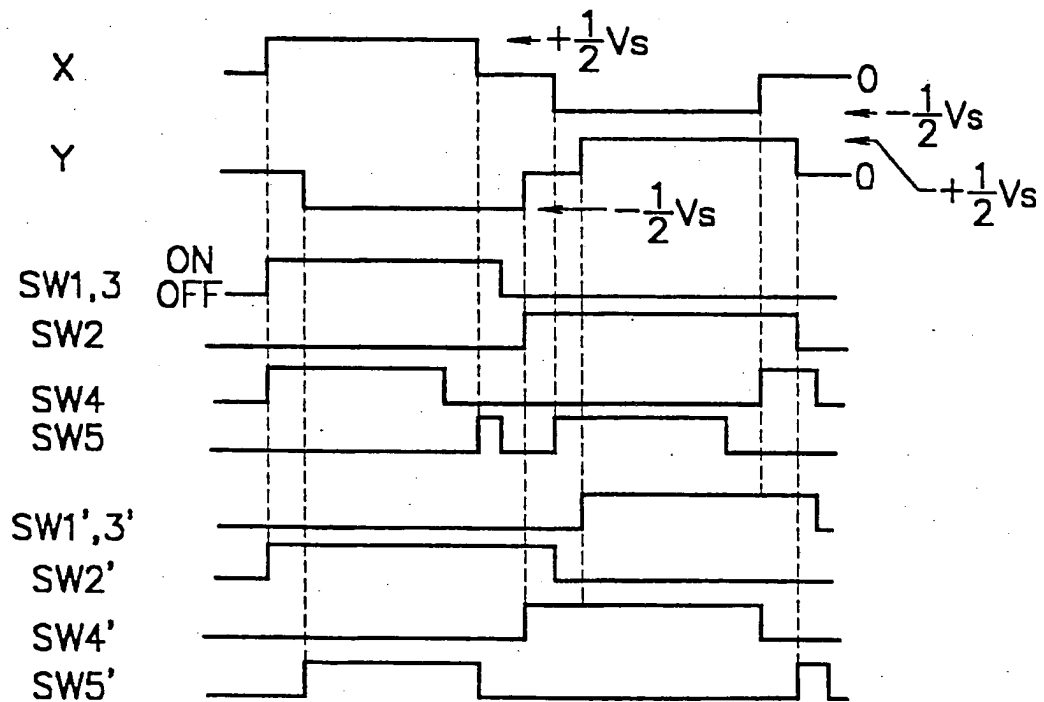 X
+1/2Vs
0
-1/2Vs
Y
0
+1/2Vs
-1/2Vs
ON
SW1,3
OFF
SW2
SW4
SW5
SW1',3'
SW2'
SW4'
SW5'